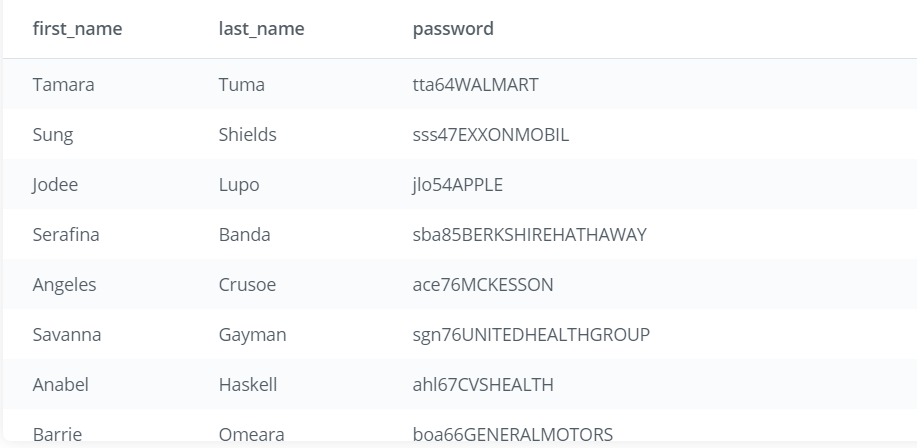 first_name last_name password
Tamara Tuma tta64WALMART
Sung Shields sss47EXXONMOBIL
Jodee Lupo jlo54APPLE
Serafina Banda sba85BERKSHIREHATHAWAY
Angeles Crusoe ace76MCKESSON
Savanna Gayman sgn76UNITEDHEALTHGROUP
Anabel Haskell ahl67CVSHEALTH
Barrie Omeara boa66GENERALMOTORS